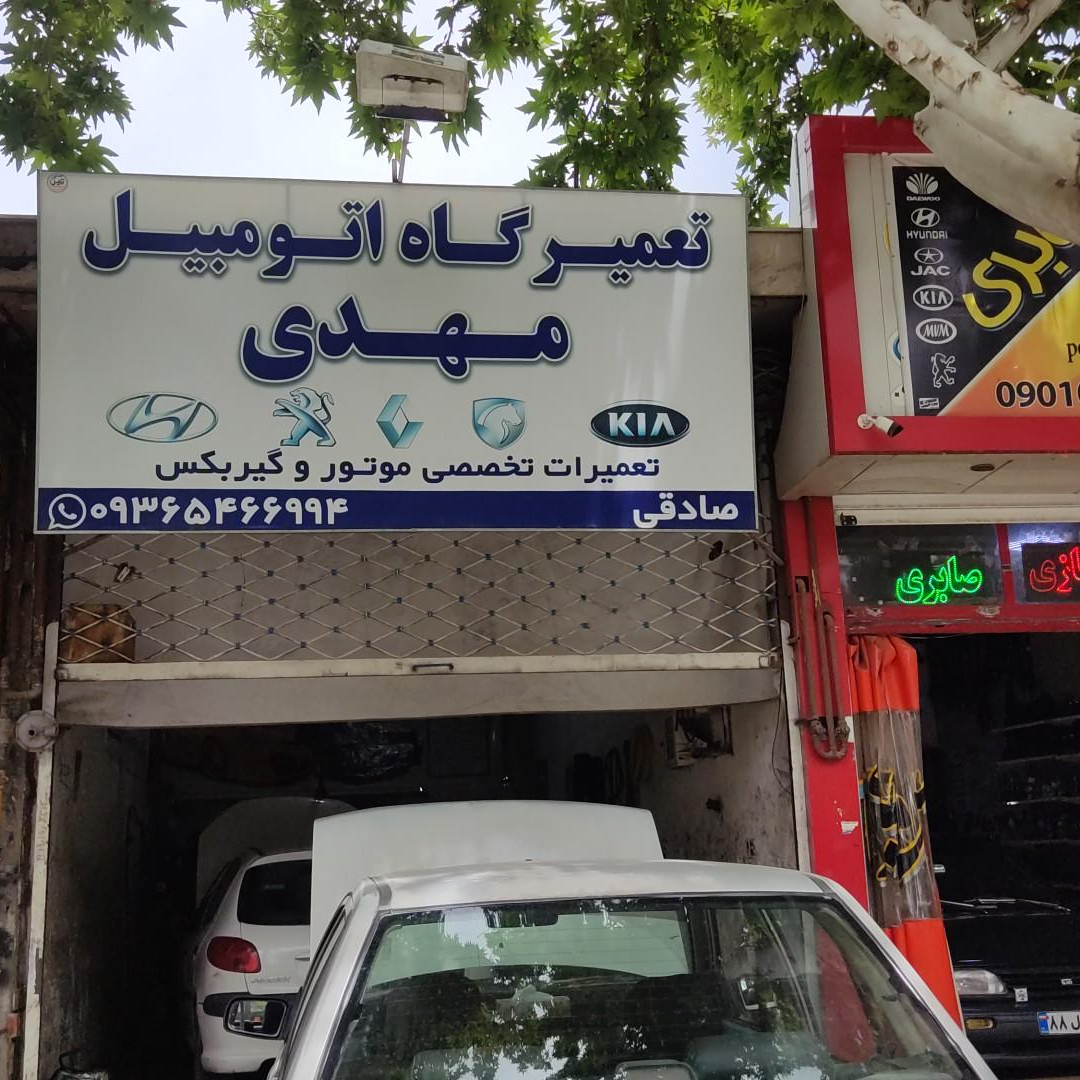 تعمیرگاه اتومبیل
مهدی
KIA
تعمیرات تخصصی موتور و گیربکس
صادقی
۰۹۳۶۵۴۶۶۹۹۴
DAEWOO
HYUNDAI
JAC
KIA
MVM
0901
صابری